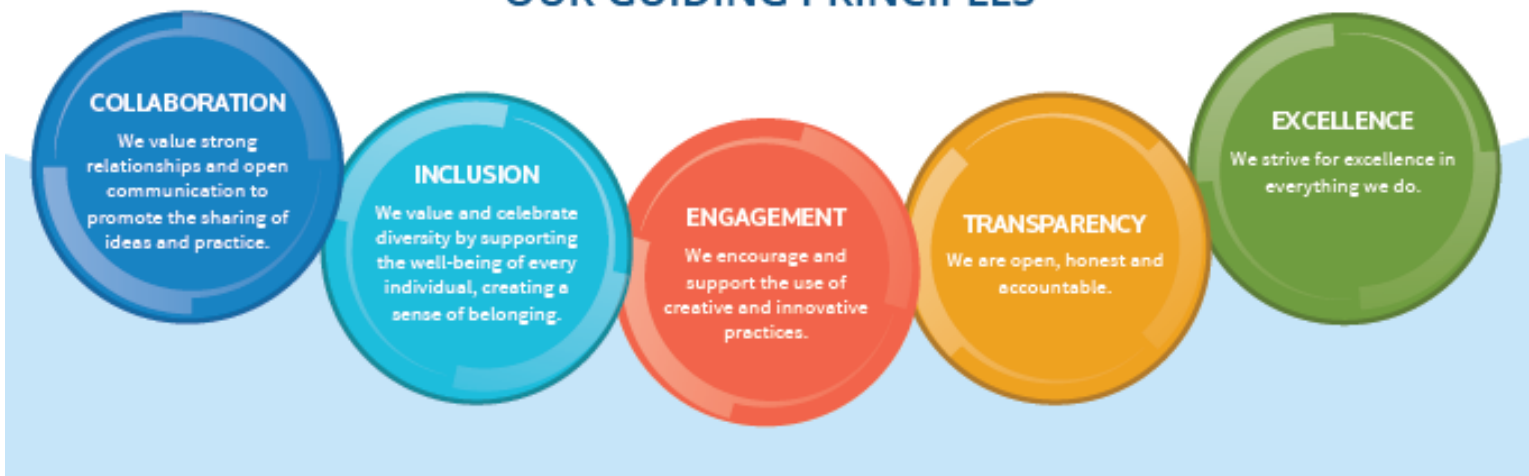 OUR GUIDING PRINCIPLES
COLLABORATION
We value strong
relationships and open
communication to
promote the sharing of
ideas and practice.
INCLUSION
We value and celebrate
diversity by supporting
the well-being of every
individual, creating a
sense of belonging.
ENGAGEMENT
We encourage and
support the use of
creative and innovative
practices.
TRANSPARENCY
We are open, honest and
accountable.
EXCELLENCE
We strive for excellence in
everything we do.